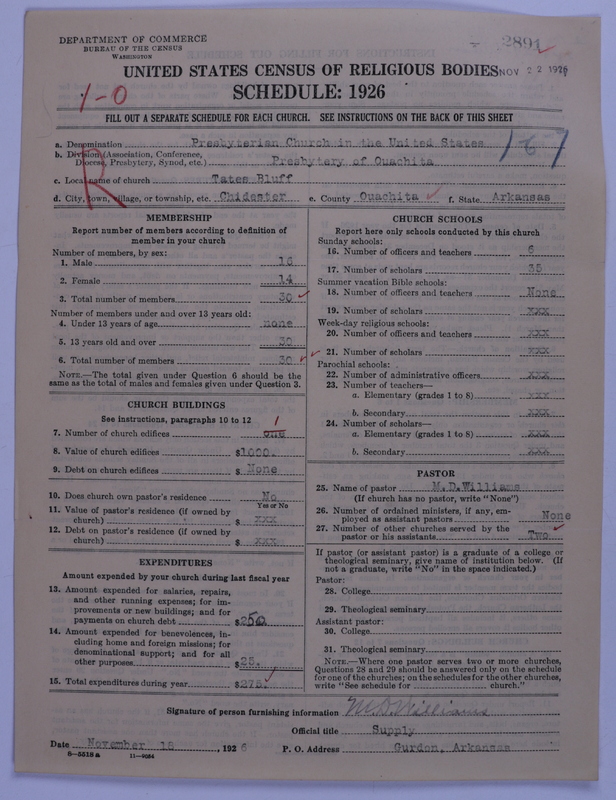 DEPARTMENT OF COMMERCE
BUREAU OF THE CENSUS
WASHINGTON
2891
NOV 22 1926
UNITED STATES CENSUS OF RELIGIOUS BODIES
SCHEDULE: 1926
1-0
FILL OUT A SEPARATE SCHEDULE FOR EACH CHURCH. SEE INSTRUCTIONS ON THE BACK OF THIS SHEET
R
a. Denomination Presbyterian Church in the United States
b. Division (Association, Conference,
Diocese, Presbytery, Synod, etc.) Presbytery of Ouachita
c. Local name of church Tates Bluff
d. City, town, village, or township, etc. Chidester e. County Ouachita f. State Arkansas
MEMBERSHIP
Report number of members according to definition of
member in your church
Number of members, by sex:
1. Male 16
2. Female 14
3. Total number of members 30
Number of members under and over 13 years old:
4. Under 13 years of age none
5. 13 years old and over 30
6. Total number of members 30
NOTE.—The total given under Question 6 should be the
same as the total of males and females given under Question 3.
CHURCH BUILDINGS
See instructions, paragraphs 10 to 12
1
7. Number of church edifices one
8. Value of church edifices $1000.
9. Debt on church edifices $ None
10. Does church own pastor's residence No
Yes or No
11. Value of pastor's residence (if owned by
church) $ xxx
12. Debt on pastor's residence (if owned by
church) $ xxx
EXPENDITURES
Amount expended by your church during last fiscal year
13. Amount expended for salaries, repairs,
and other running expenses; for im-
provements or new buildings; and for
payments on church debt $250
14. Amount expended for benevolences, in-
cluding home and foreign missions; for
denominational support; and for all
other purposes $25.
15. Total expenditures during year $275.
CHURCH SCHOOLS
Report here only schools conducted by this church
Sunday schools:
16. Number of officers and teachers 6
17. Number of scholars 35
Summer vacation Bible schools:
18. Number of officers and teachers None
19. Number of scholars xxx
Week-day religious schools:
20. Number of officers and teachers xxx
21. Number of scholars xxx
Parochial schools:
22. Number of administrative officers xxx
23. Number of teachers—
a. Elementary (grades 1 to 8) xxx
b. Secondary xxx
24. Number of scholars—
a. Elementary (grades 1 to 8) xxx
b. Secondary xxx
PASTOR
25. Name of pastor M.D.Williams
(If church has no pastor, write "None")
26. Number of ordained ministers, if any, em-
ployed as assistant pastors None
27. Number of other churches served by the
pastor or his assistants Two
If pastor (or assistant pastor) is a graduate of a college or
theological seminary, give name of institution below. (If
not a graduate, write "No" in the space indicated.)
Pastor:
28. College
29. Theological seminary
Assistant pastor:
30. College
31. Theological seminary
NOTE.—Where one pastor serves two or more churches,
Questions 28 and 29 should be answered only on the schedule
for one of the churches; on the schedules for the other churches,
write "See schedule for church."
Signature of person furnishing information M.D. Williams
Official title Supply
Date November 18, 1926 P. O. Address Gurdon, Arkansas
8-5518a 11-9054